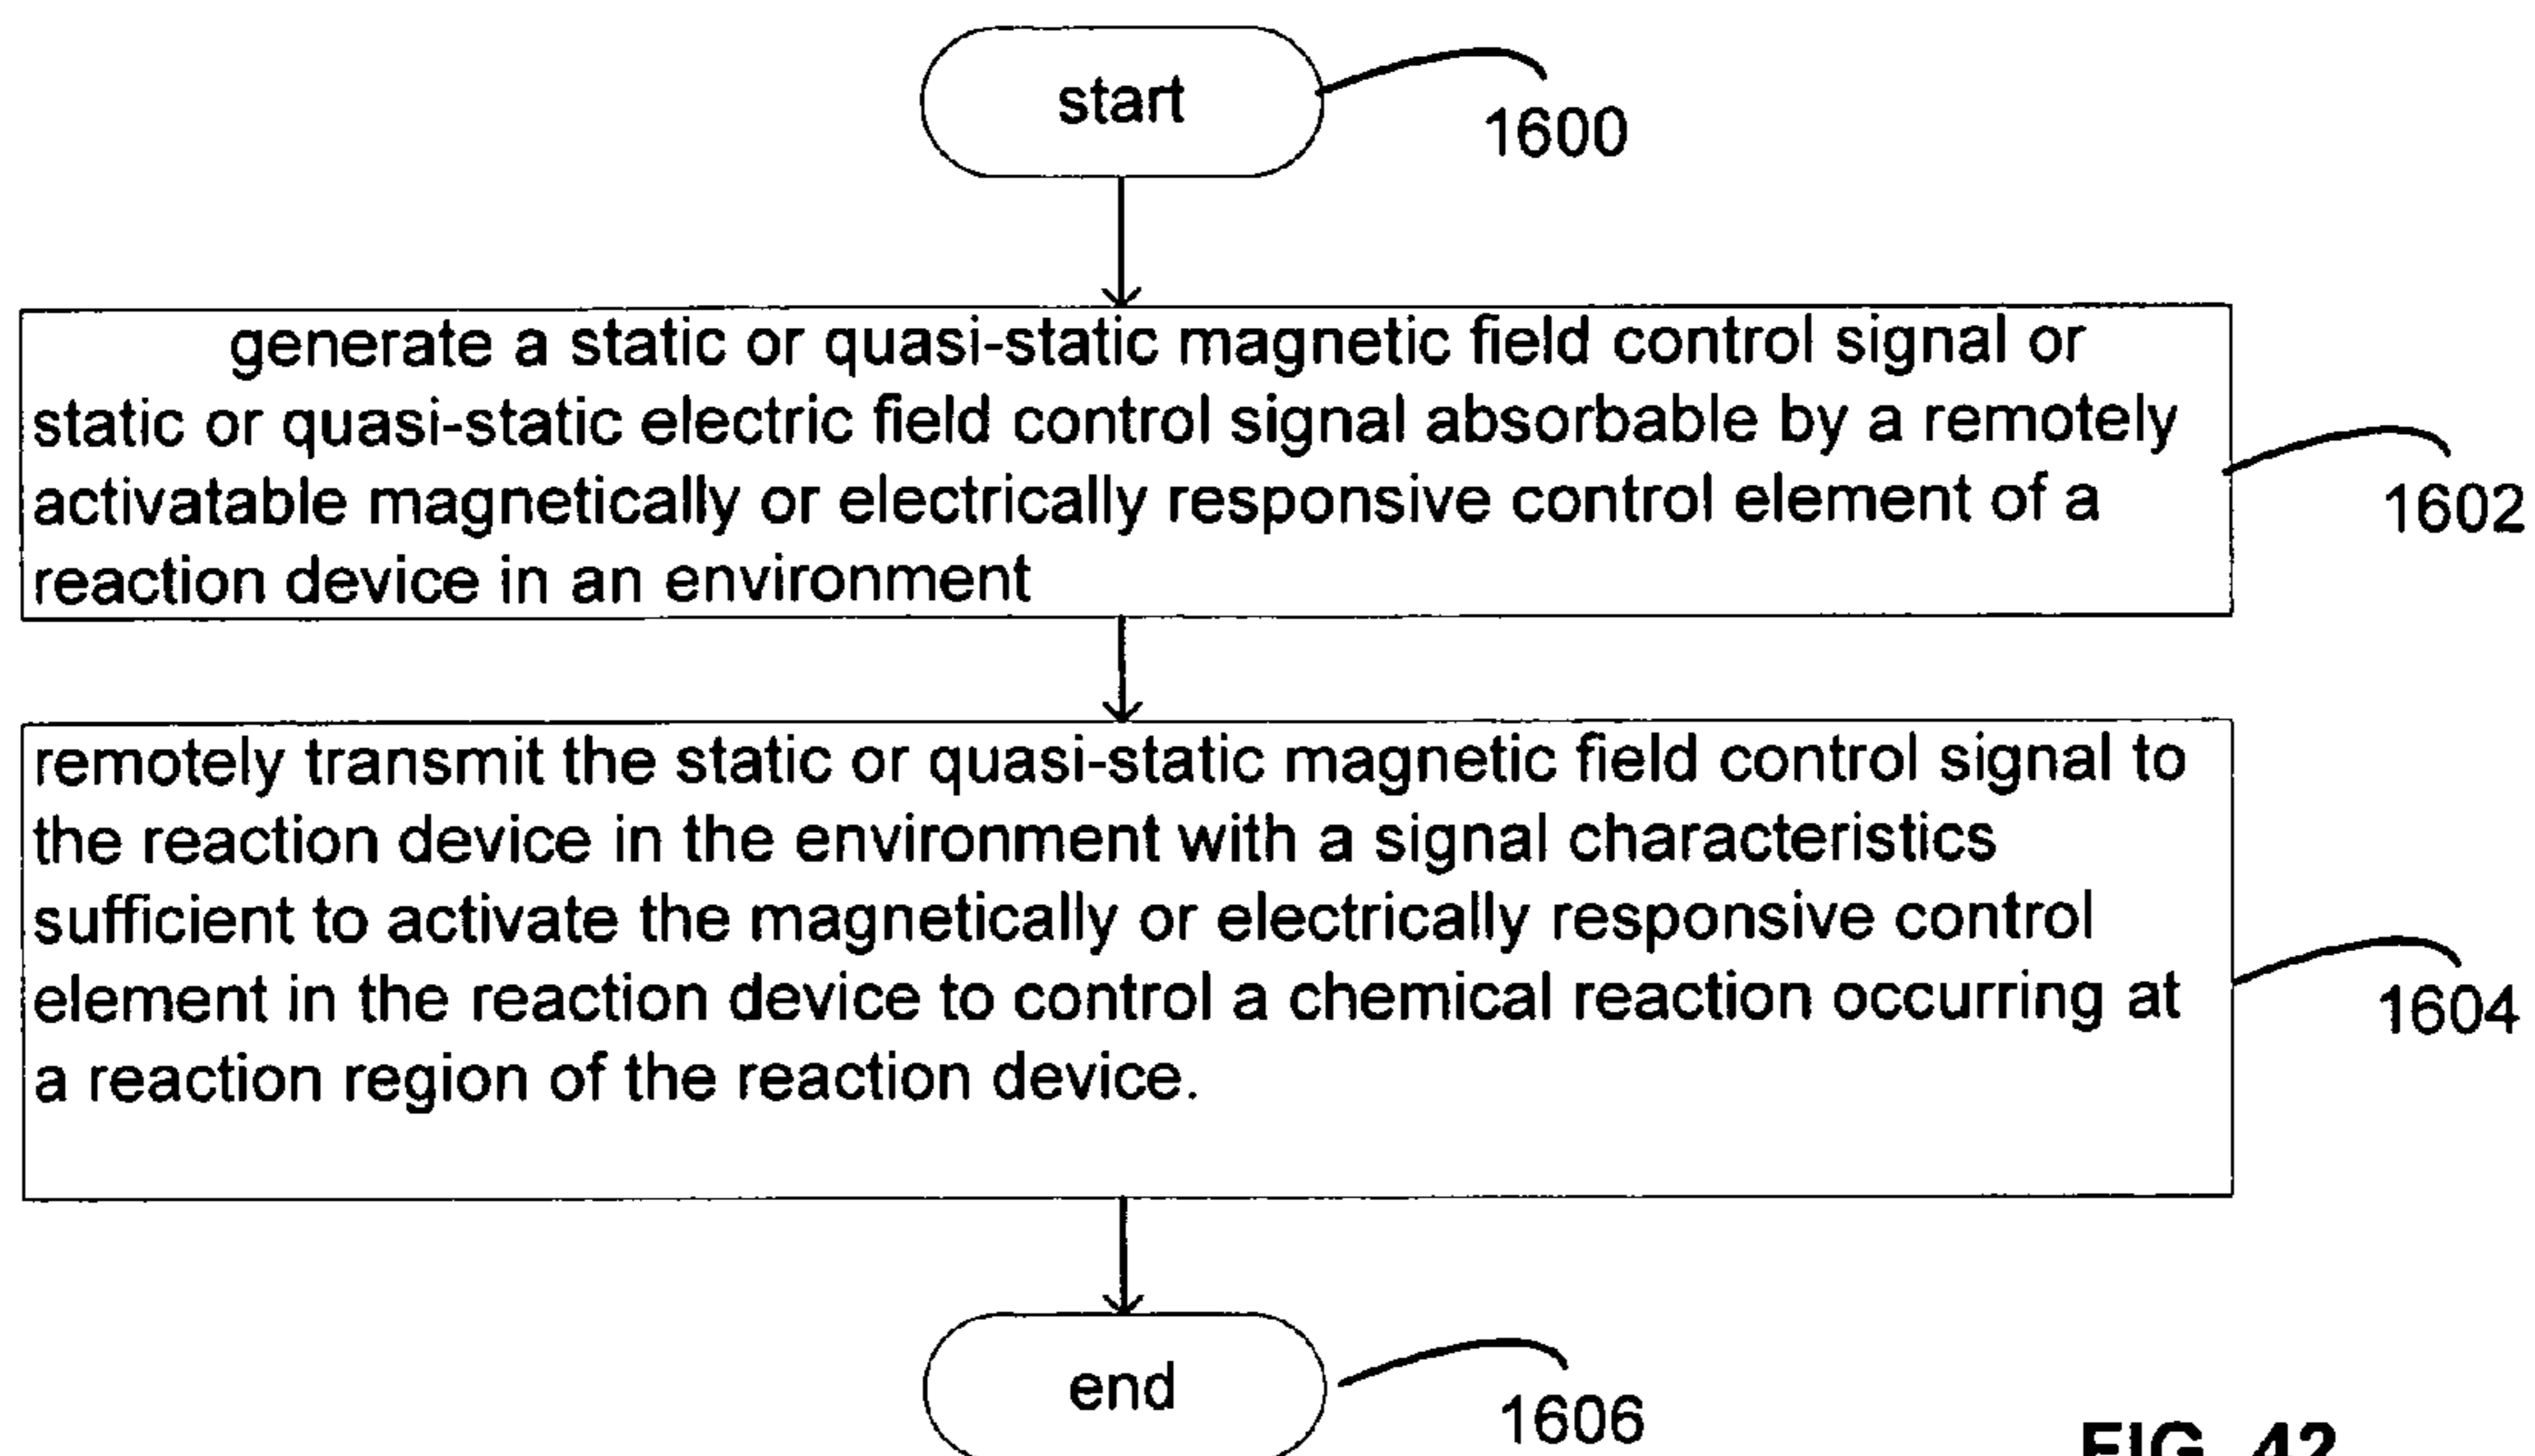 start
1600
generate a static or quasi-static magnetic field control signal or
static or quasi-static electric field control signal absorbable by a remotely
activatable magnetically or electrically responsive control element of a
reaction device in an environment
1602
remotely transmit the static or quasi-static magnetic field control signal to
the reaction device in the environment with a signal characteristics
sufficient to activate the magnetically or electrically responsive control
element in the reaction device to control a chemical reaction occurring at
a reaction region of the reaction device.
1604
end
1606
FIG. 42